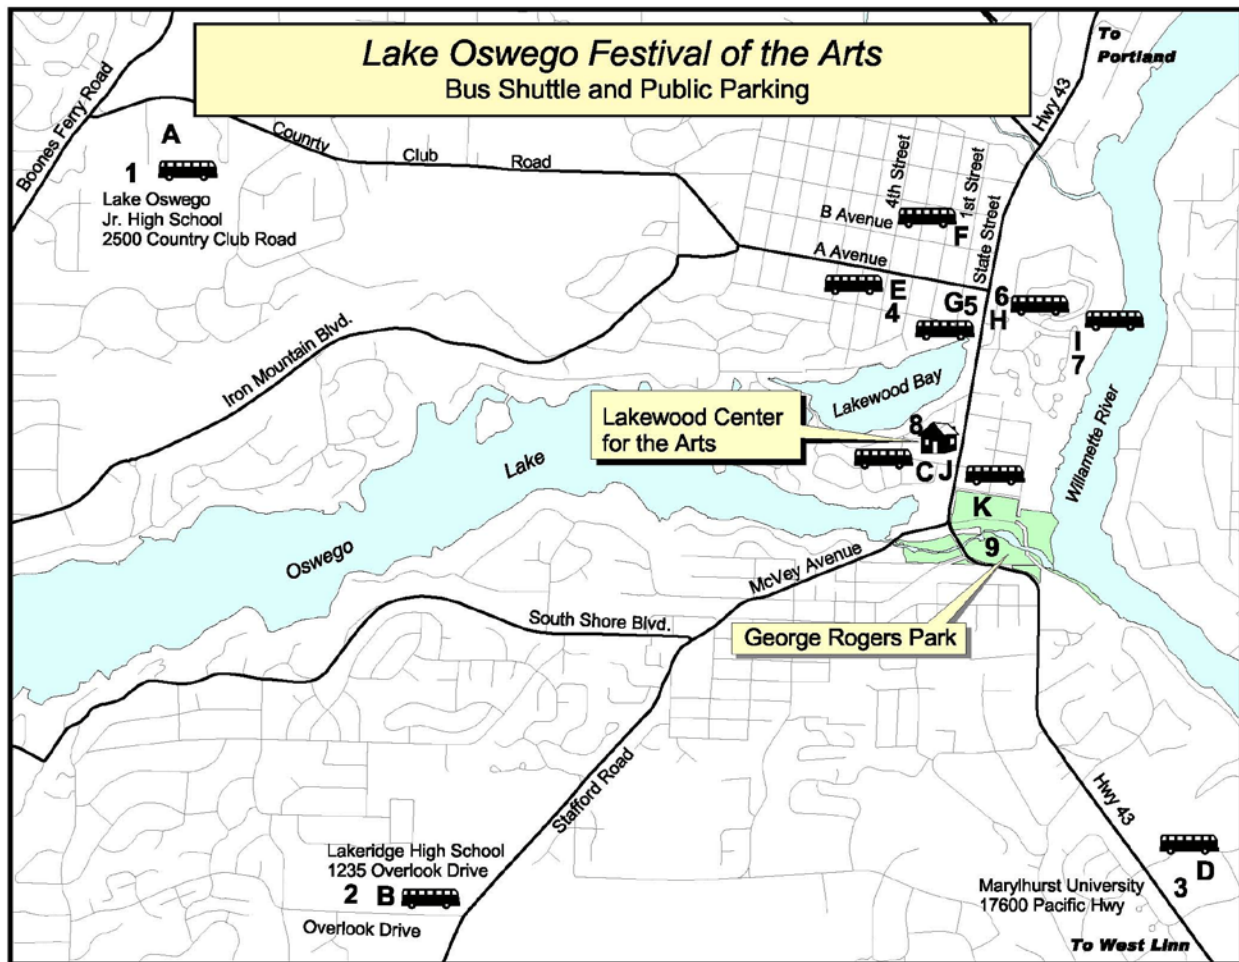 Lake Oswego Festival of the Arts
Bus Shuttle and Public Parking
To
Portland
Hwy 43
Boones Ferry Road
A
1
Lake Oswego
Jr. High School
2500 Country Club Road
Counrty
Club
Road
4th Street
1st Street
B Avenue
F
State Street
A Avenue
E
4
G5
6
H
I
7
Iron Mountain Blvd.
Lakewood Bay
Lakewood Center
for the Arts
8
C J
Willamette River
Lake
Oswego
K
9
McVey Avenue
South Shore Blvd.
George Rogers Park
Stafford Road
Hwy 43
Lakeridge High School
1235 Overlook Drive
2 B
Overlook Drive
Marylhurst University
17600 Pacific Hwy
3 D
To West Linn